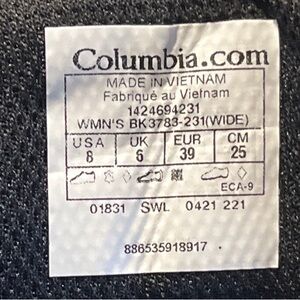 Columbia.com
MADE IN VIETNAM
Fabriqué au Vietnam
1424694231
WMN'S BK3783-231(WIDE)
USA UK EUR CM
8 6 39 25
ECA-9
01831 SWL 0421 221
886535918917